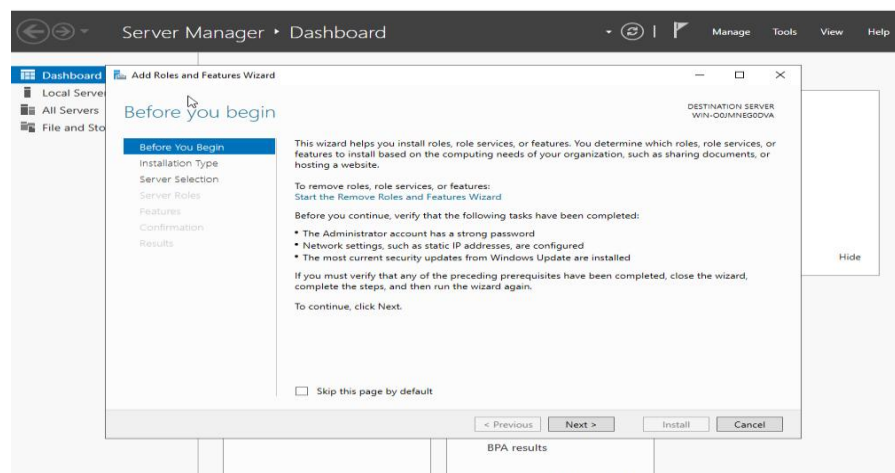 Server Manager ‣ Dashboard
Manage Tools View Help
Dashboard
Local Server
All Servers
File and Sto
Add Roles and Features Wizard
Before you begin
DESTINATION SERVER
WIN-O0JMNEG0DVA
Before You Begin
Installation Type
Server Selection
Server Roles
Features
Confirmation
Results
This wizard helps you install roles, role services, or features. You determine which roles, role services, or
features to install based on the computing needs of your organization, such as sharing documents, or
hosting a website.
To remove roles, role services, or features:
Start the Remove Roles and Features Wizard
Before you continue, verify that the following tasks have been completed:
• The Administrator account has a strong password
• Network settings, such as static IP addresses, are configured
• The most current security updates from Windows Update are installed
If you must verify that any of the preceding prerequisites have been completed, close the wizard,
complete the steps, and then run the wizard again.
To continue, click Next.
Skip this page by default
< Previous Next > Install Cancel
Hide
BPA results